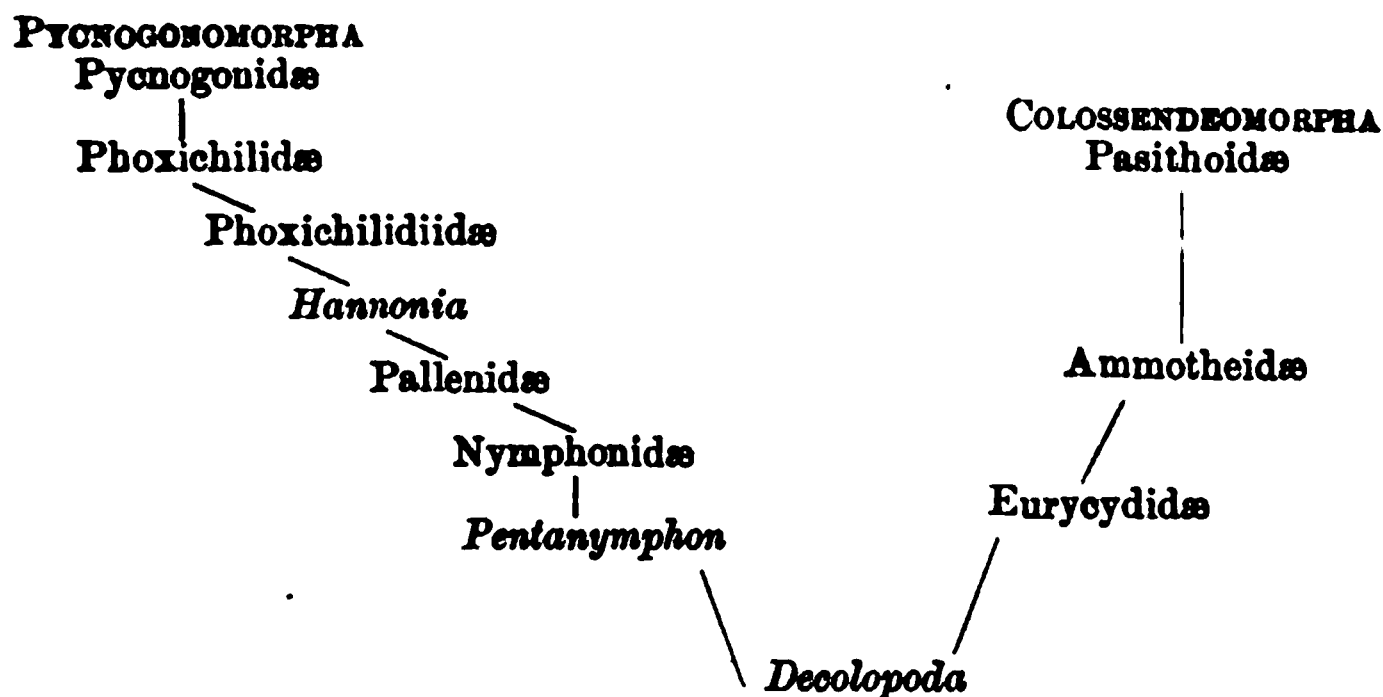 PYCNOGONOMORPHA
Pycnogonidæ
COLOSSENDEOMORPHA
Pasithoidæ
Phoxichilidæ
Phoxichilidiidæ
Hannonia
Pallenidæ
Ammotheidæ
Nymphonidæ
Eurycydidæ
Pentanymphon
Decolopoda